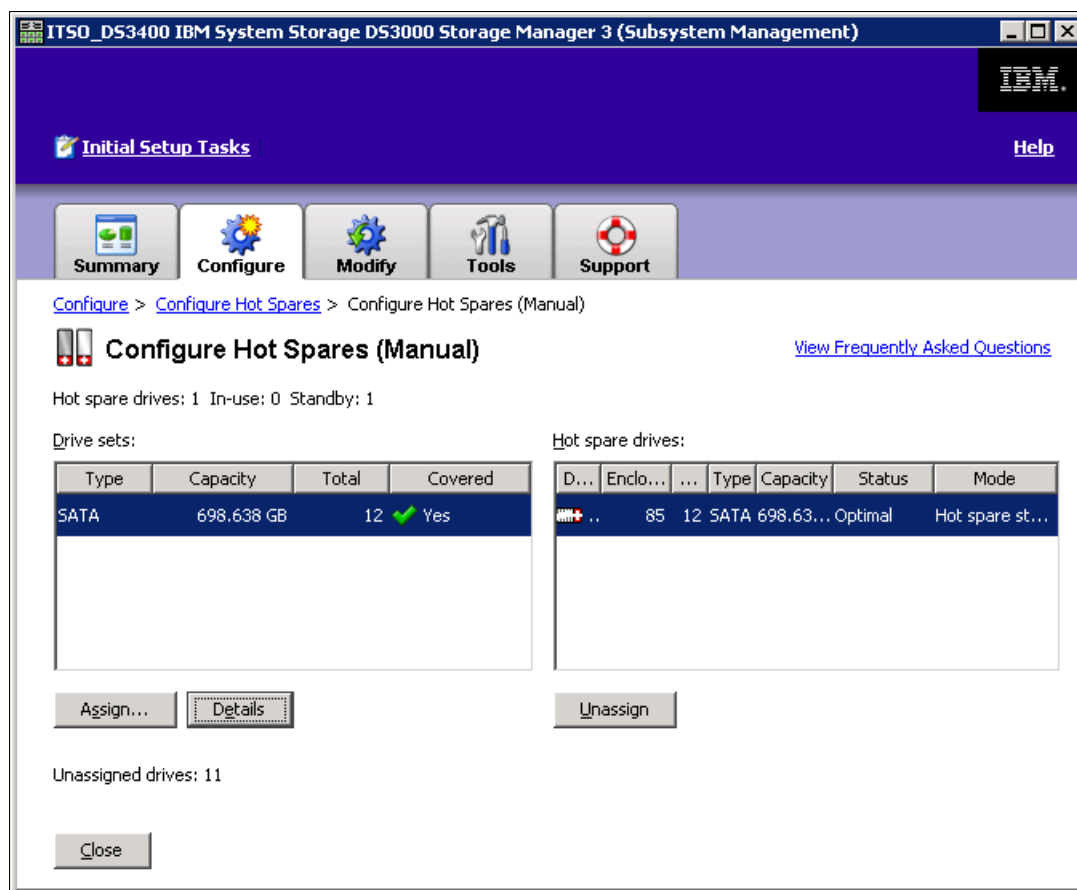 ITSO_DS3400 IBM System Storage DS3000 Storage Manager 3 (Subsystem Management)
IBM.
Initial Setup Tasks Help
Summary Configure Modify Tools Support
Configure > Configure Hot Spares > Configure Hot Spares (Manual)
Configure Hot Spares (Manual) View Frequently Asked Questions
Hot spare drives: 1 In-use: 0 Standby: 1
Drive sets: Hot spare drives:
Type Capacity Total Covered D... Enclo... ... Type Capacity Status Mode
SATA 698.638 GB 12 Yes .. 85 12 SATA 698.63... Optimal Hot spare st...
Assign... Details Unassign
Unassigned drives: 11
Close